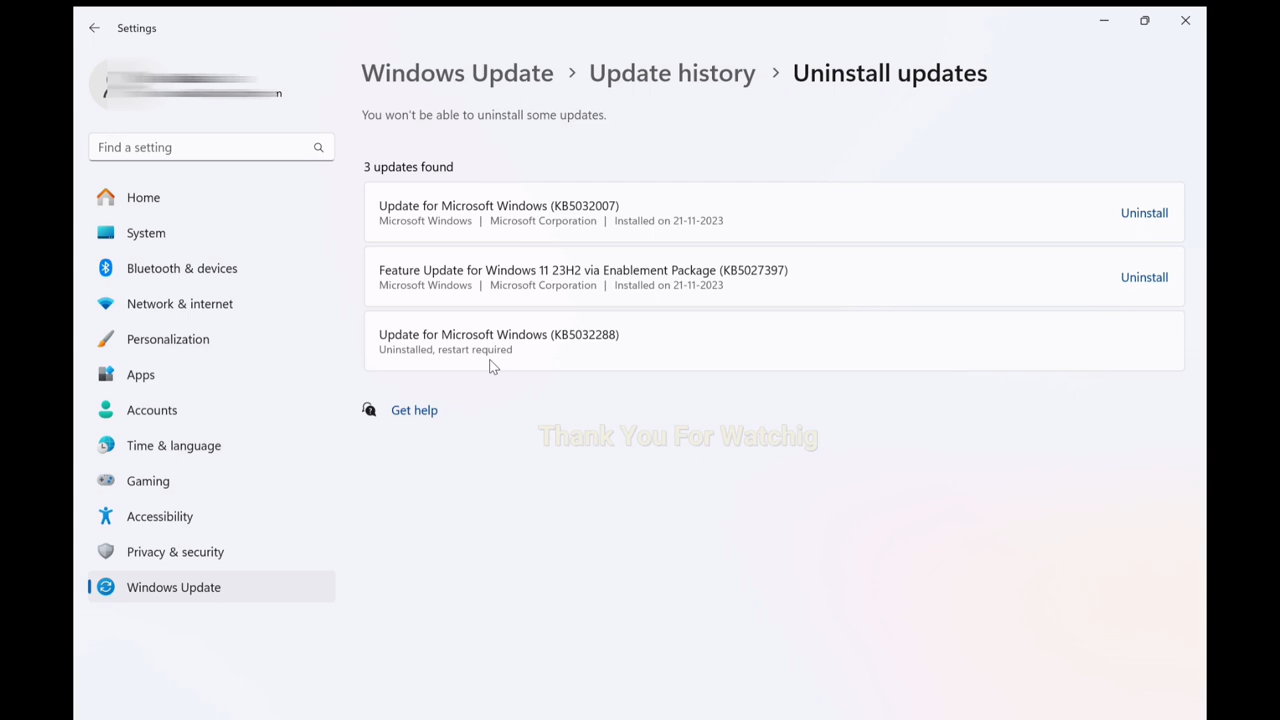 Settings
Windows Update > Update history > Uninstall updates
You won't be able to uninstall some updates.
Find a setting
3 updates found
Update for Microsoft Windows (KB5032007)
Microsoft Windows | Microsoft Corporation | Installed on 21-11-2023
Uninstall
Feature Update for Windows 11 23H2 via Enablement Package (KB5027397)
Microsoft Windows | Microsoft Corporation | Installed on 21-11-2023
Uninstall
Update for Microsoft Windows (KB5032288)
Uninstalled, restart required
Get help
Thank You For Watchig
Home
System
Bluetooth & devices
Network & internet
Personalization
Apps
Accounts
Time & language
Gaming
Accessibility
Privacy & security
Windows Update